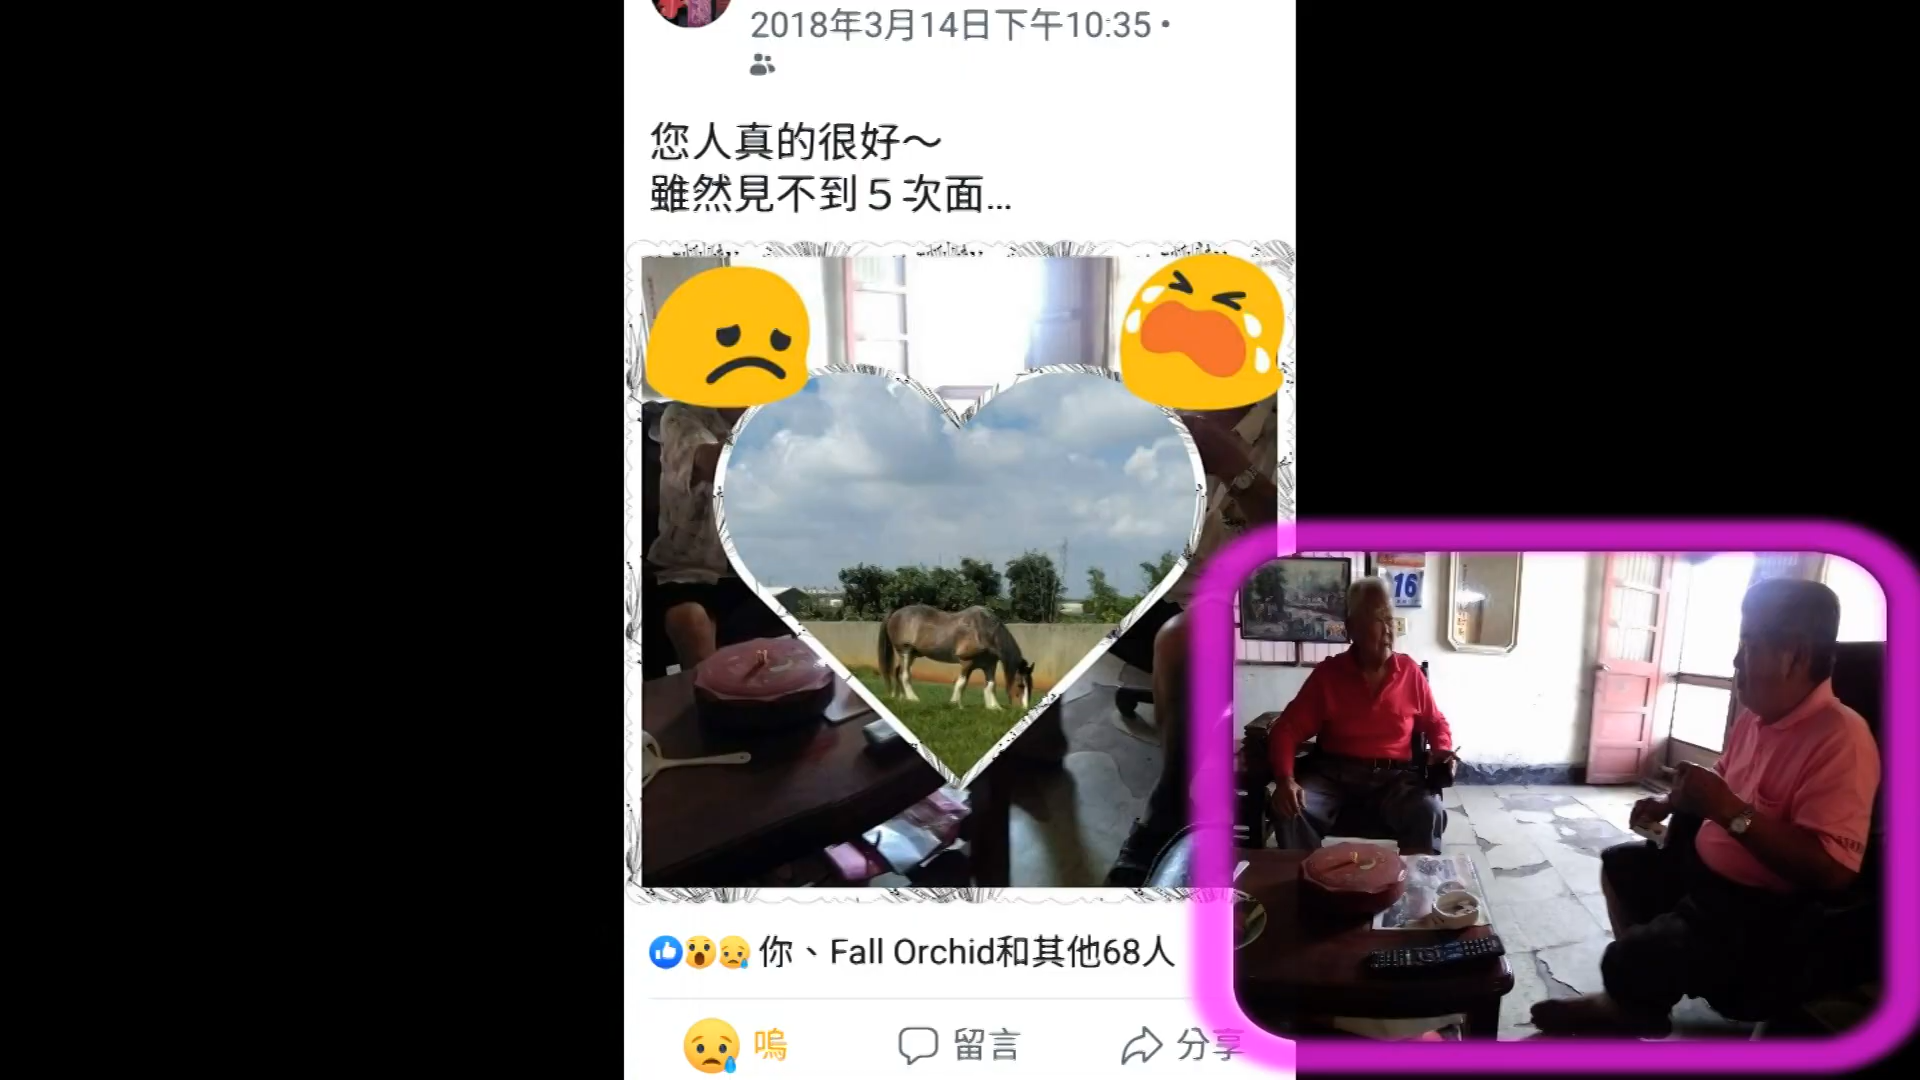 2018年3月14日下午10:35 •
您人真的很好～
雖然見不到５次面...
你、Fall Orchid和其他68人
嗚
留言
分享
16